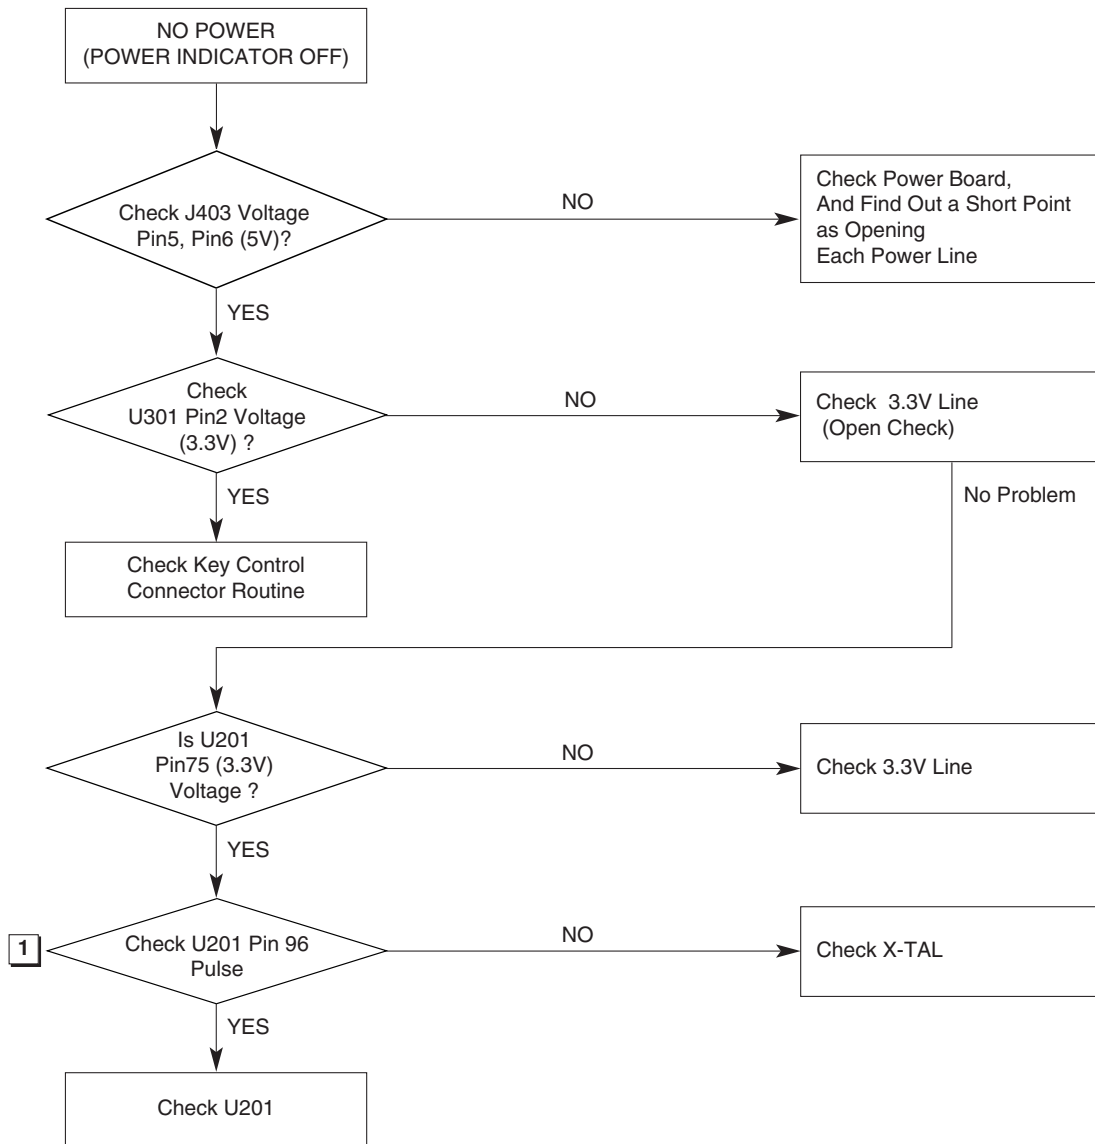 NO POWER
(POWER INDICATOR OFF)
Check J403 Voltage
Pin5, Pin6 (5V)?
NO
Check Power Board,
And Find Out a Short Point
as Opening
Each Power Line
YES
Check
U301 Pin2 Voltage
(3.3V) ?
NO
Check 3.3V Line
(Open Check)
YES
No Problem
Check Key Control
Connector Routine
Is U201
Pin75 (3.3V)
Voltage ?
NO
Check 3.3V Line
YES
1
Check U201 Pin 96
Pulse
NO
Check X-TAL
YES
Check U201